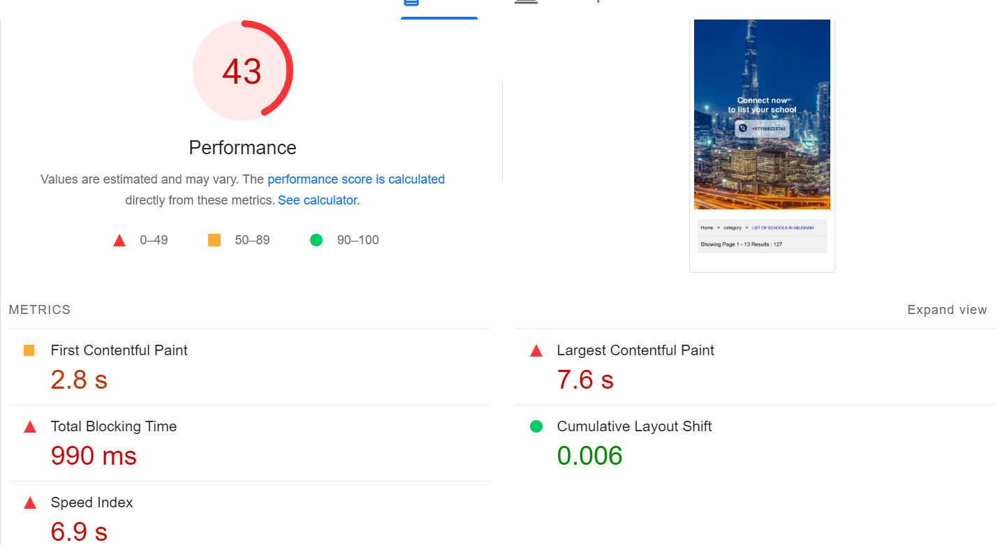 43
Performance
Values are estimated and may vary. The performance score is calculated
directly from these metrics. See calculator.
0–49
50–89
90–100
Connect now
to list your school
+971568228740
Home > category > LIST OF SCHOOLS IN ABUDHABI
Showing Page 1 - 13 Results : 127
METRICS
Expand view
First Contentful Paint
2.8 s
Largest Contentful Paint
7.6 s
Total Blocking Time
990 ms
Cumulative Layout Shift
0.006
Speed Index
6.9 s